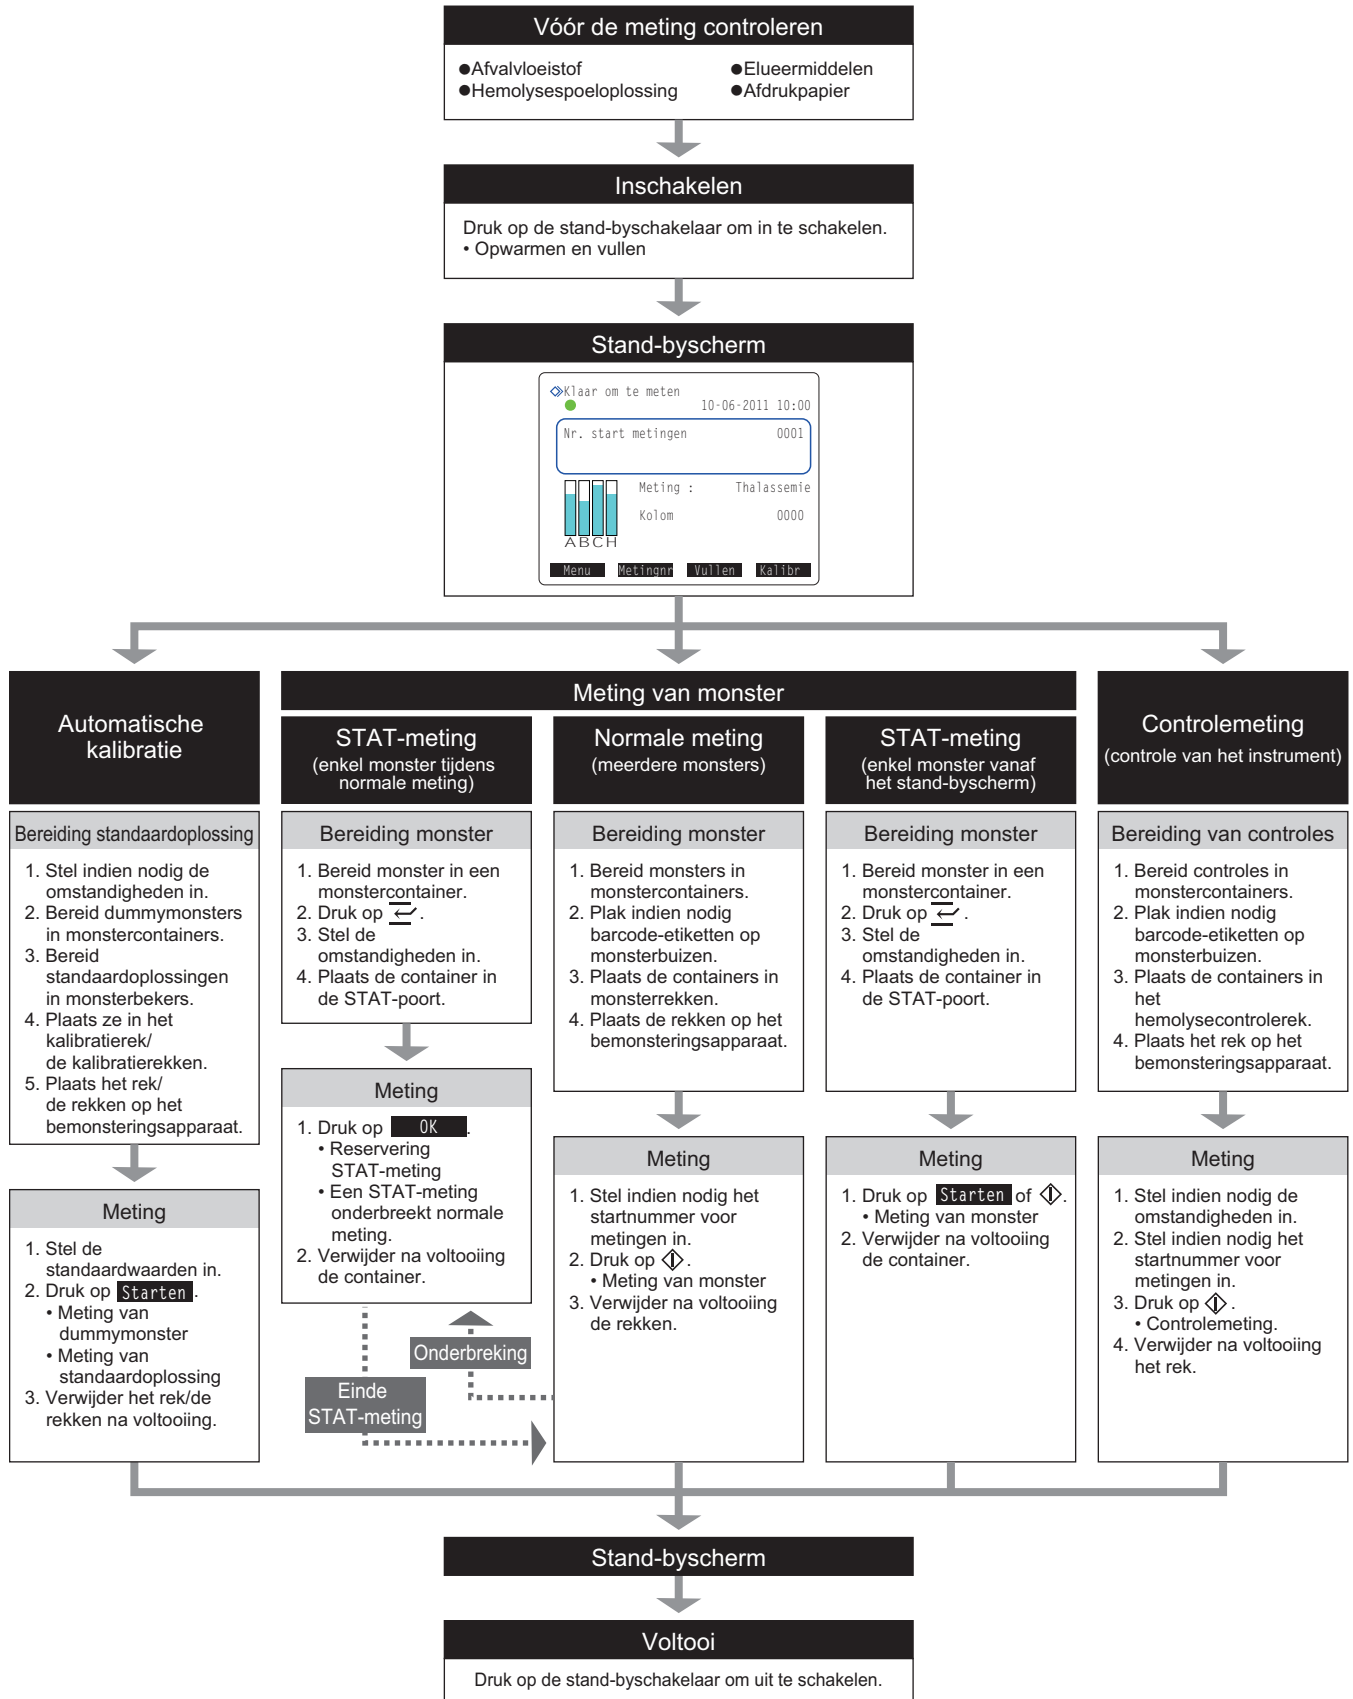 Vóór de meting controleren
●Afvalvloeistof
●Elueermiddelen
●Hemolysespoeloplossing
●Afdrukpapier
Inschakelen
Druk op de stand-byschakelaar om in te schakelen.
• Opwarmen en vullen
Stand-byscherm
Klaar om te meten
10-06-2011 10:00
Nr. start metingen 0001
Meting : Thalassemie
Kolom 0000
ABCH
Menu Metingnr Vullen Kalibr
Automatische
kalibratie
Bereiding standaardoplossing
1. Stel indien nodig de
omstandigheden in.
2. Bereid dummymonsters
in monstercontainers.
3. Bereid
standaardoplossingen
in monsterbekers.
4. Plaats ze in het
kalibratierek/
de kalibratierekken.
5. Plaats het rek/
de rekken op het
bemonsteringsapparaat.
Meting
1. Stel de
standaardwaarden in.
2. Druk op Starten.
• Meting van
dummymonster
• Meting van
standaardoplossing
3. Verwijder het rek/de
rekken na voltooiing.
Meting van monster
STAT-meting
(enkel monster tijdens
normale meting)
Bereiding monster
1. Bereid monster in een
monstercontainer.
2. Druk op .
3. Stel de
omstandigheden in.
4. Plaats de container in
de STAT-poort.
Meting
1. Druk op OK.
• Reservering
STAT-meting
• Een STAT-meting
onderbreekt normale
meting.
2. Verwijder na voltooiing
de container.
Onderbreking
Einde
STAT-meting
Normale meting
(meerdere monsters)
Bereiding monster
1. Bereid monsters in
monstercontainers.
2. Plak indien nodig
barcode-etiketten op
monsterbuizen.
3. Plaats de containers in
monsterrekken.
4. Plaats de rekken op het
bemonsteringsapparaat.
Meting
1. Stel indien nodig het
startnummer voor
metingen in.
2. Druk op .
• Meting van monster
3. Verwijder na voltooiing
de rekken.
STAT-meting
(enkel monster vanaf
het stand-byscherm)
Bereiding monster
1. Bereid monster in een
monstercontainer.
2. Druk op .
3. Stel de
omstandigheden in.
4. Plaats de container in
de STAT-poort.
Meting
1. Druk op Starten of .
• Meting van monster
2. Verwijder na voltooiing
de container.
Controlemeting
(controle van het instrument)
Bereiding van controles
1. Bereid controles in
monstercontainers.
2. Plak indien nodig
barcode-etiketten op
monsterbuizen.
3. Plaats de containers in
het
hemolysecontrolerek.
4. Plaats het rek op het
bemonsteringsapparaat.
Meting
1. Stel indien nodig de
omstandigheden in.
2. Stel indien nodig het
startnummer voor
metingen in.
3. Druk op .
• Controlemeting.
4. Verwijder na voltooiing
het rek.
Stand-byscherm
Voltooi
Druk op de stand-byschakelaar om uit te schakelen.